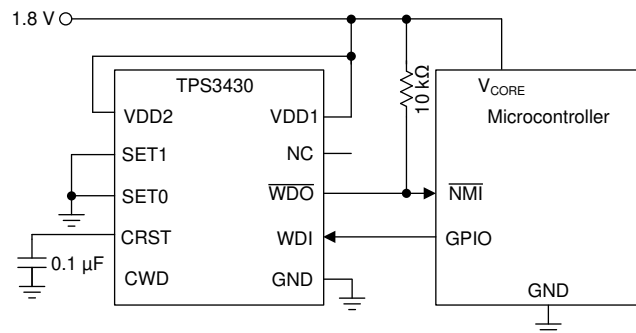 1.8 V
TPS3430
VDD2
VDD1
SET1
NC
SET0
WDO
CRST
WDI
0.1 µF
CWD
GND
10 kΩ
VCORE
Microcontroller
NMI
GPIO
GND